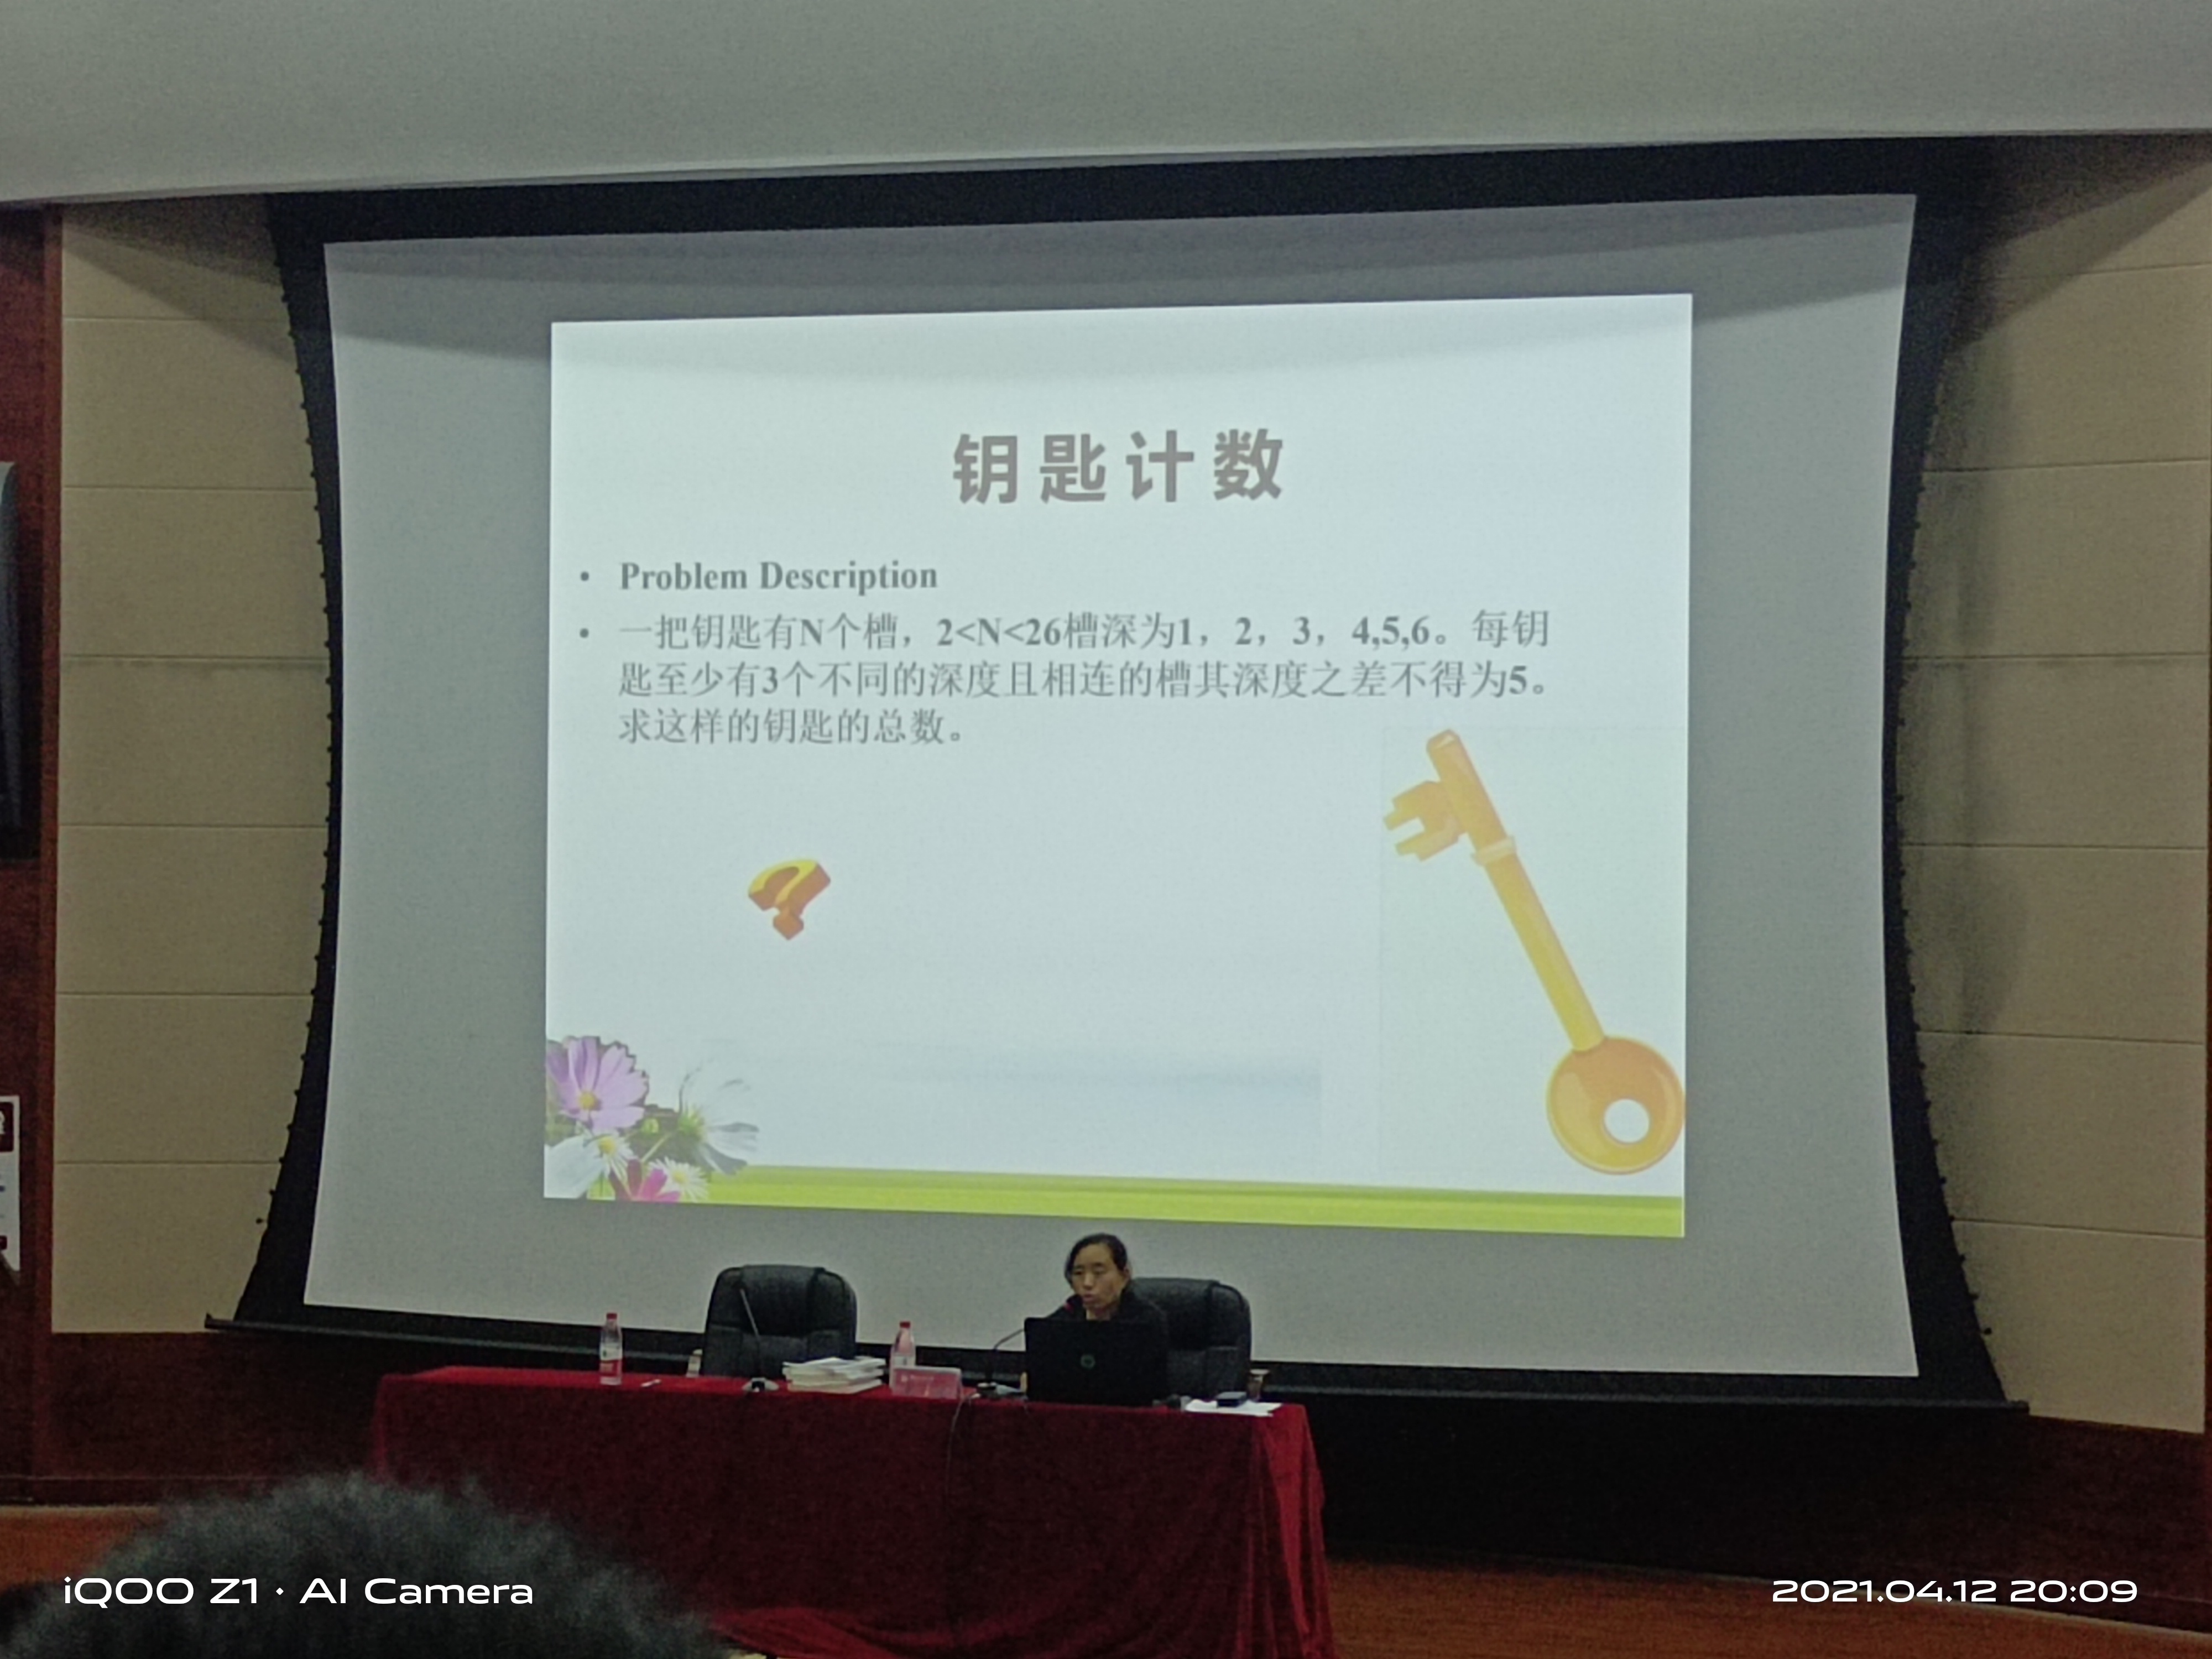 钥匙计数
• Problem Description
• 一把钥匙有N个槽，2<N<26槽深为1，2，3，4,5,6。每钥
匙至少有3个不同的深度且相连的槽其深度之差不得为5。
求这样的钥匙的总数。
iQOO Z1 · AI Camera
2021.04.12 20:09